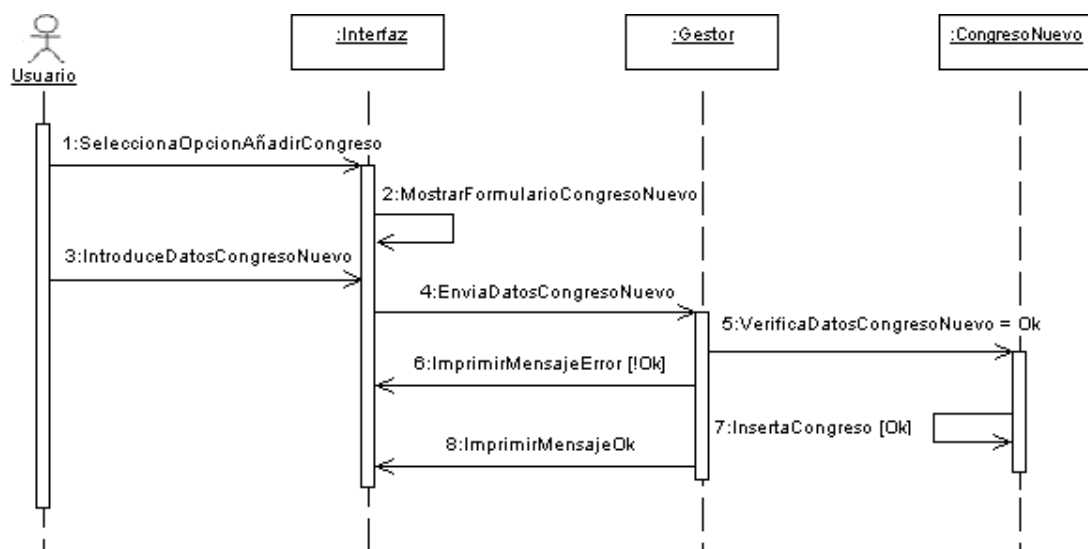 :Interfaz
:Gestor
:CongresoNuevo
Usuario
1:SeleccionaOpcionAñadirCongreso
2:MostrarFormularioCongresoNuevo
3:IntroduceDatosCongresoNuevo
4:EnviaDatosCongresoNuevo
5:VerificaDatosCongresoNuevo = Ok
6:ImprimirMensajeError [!Ok]
7:InsertaCongreso [Ok]
8:ImprimirMensajeOk